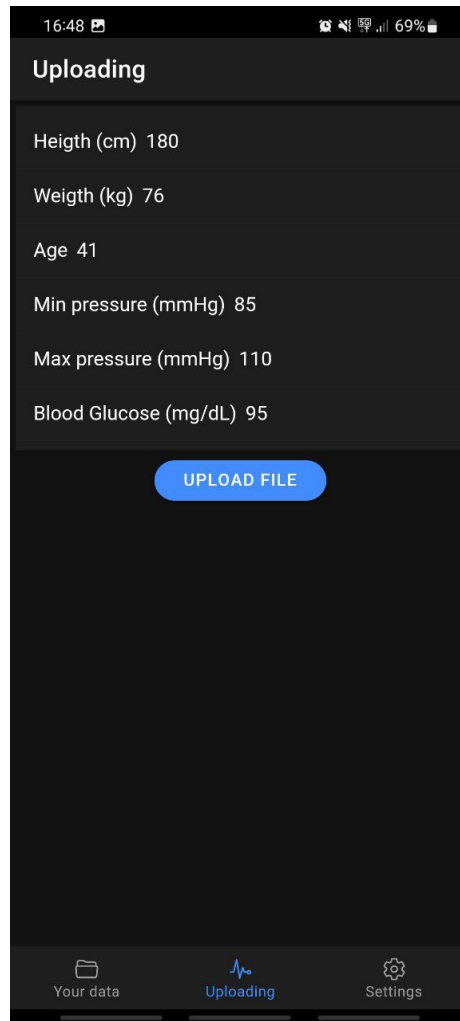 16:48
5G 69%
Uploading
Heigth (cm) 180
Weigth (kg) 76
Age 41
Min pressure (mmHg) 85
Max pressure (mmHg) 110
Blood Glucose (mg/dL) 95
UPLOAD FILE
Your data
Uploading
Settings